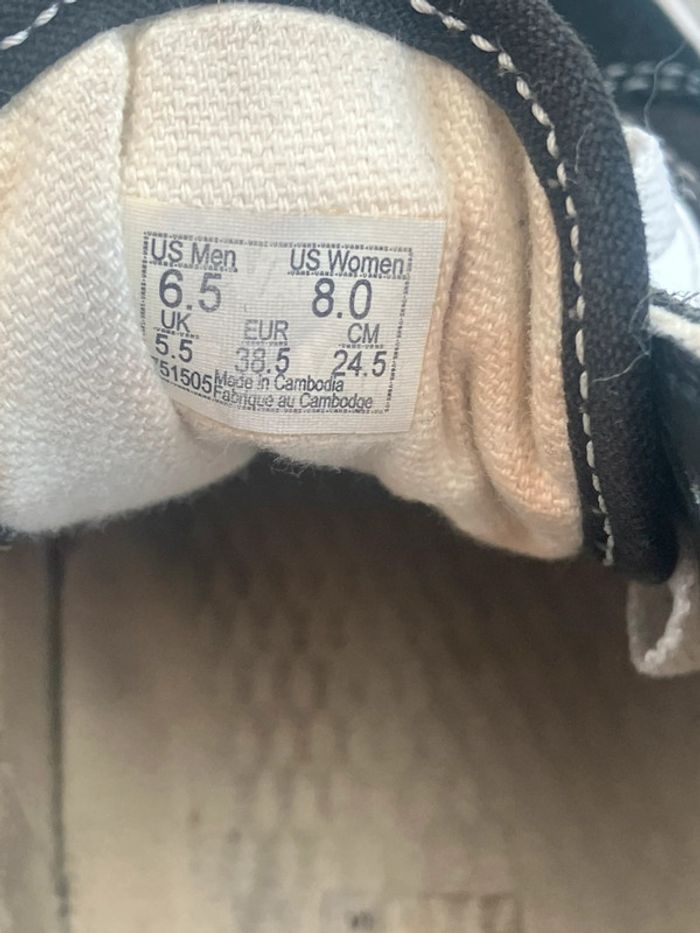 US Men US Women
6.5 8.0
UK EUR CM
5.5 38.5 24.5
751505 Made in Cambodia
Fabriqué au Cambodge